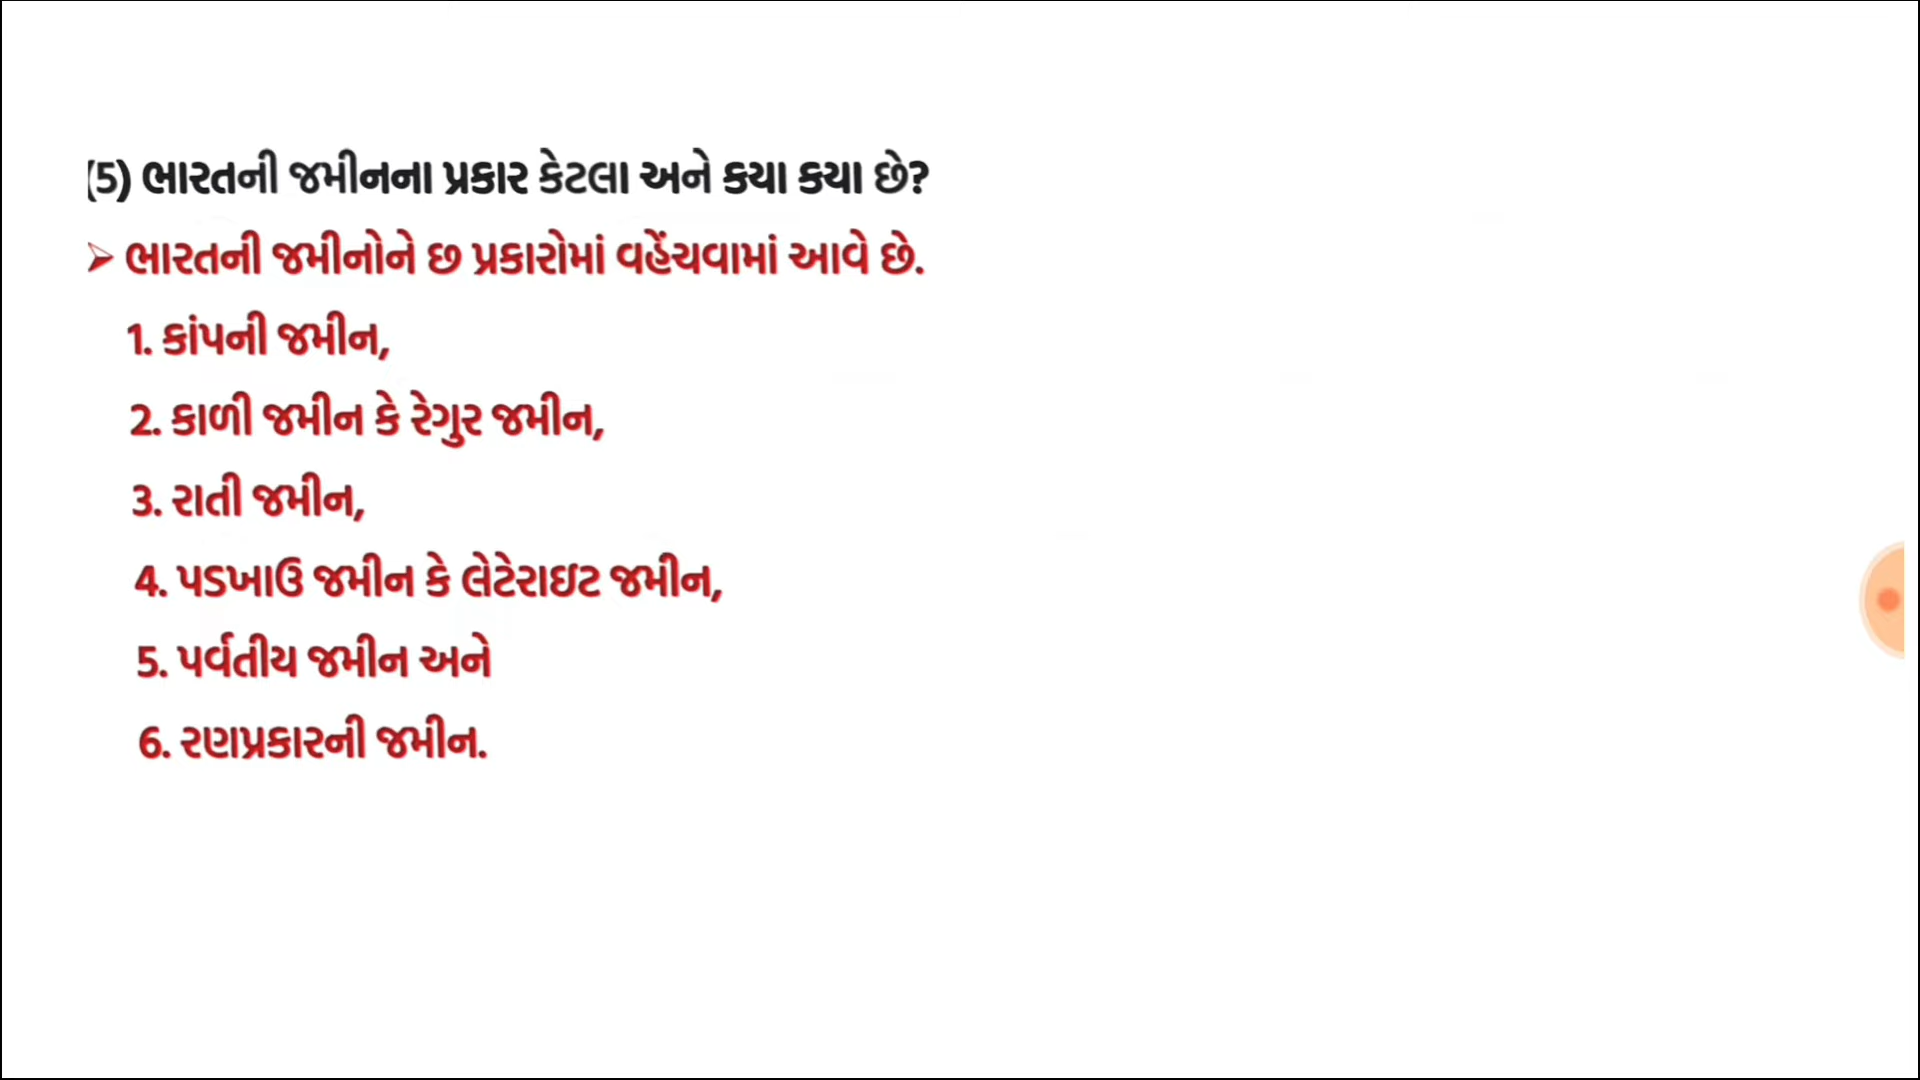 (5) ભારતની જમીનના પ્રકાર કેટલા અને કયા કયા છે?
➢ ભારતની જમીનોને છ પ્રકારોમાં વહેંચવામાં આવે છે.
1. કાંપની જમીન,
2. કાળી જમીન કે રેગુર જમીન,
3. રાતી જમીન,
4. પડખાઉ જમીન કે લેટેરાઇટ જમીન,
5. પર્વતીય જમીન અને
6. રણપ્રકારની જમીન.